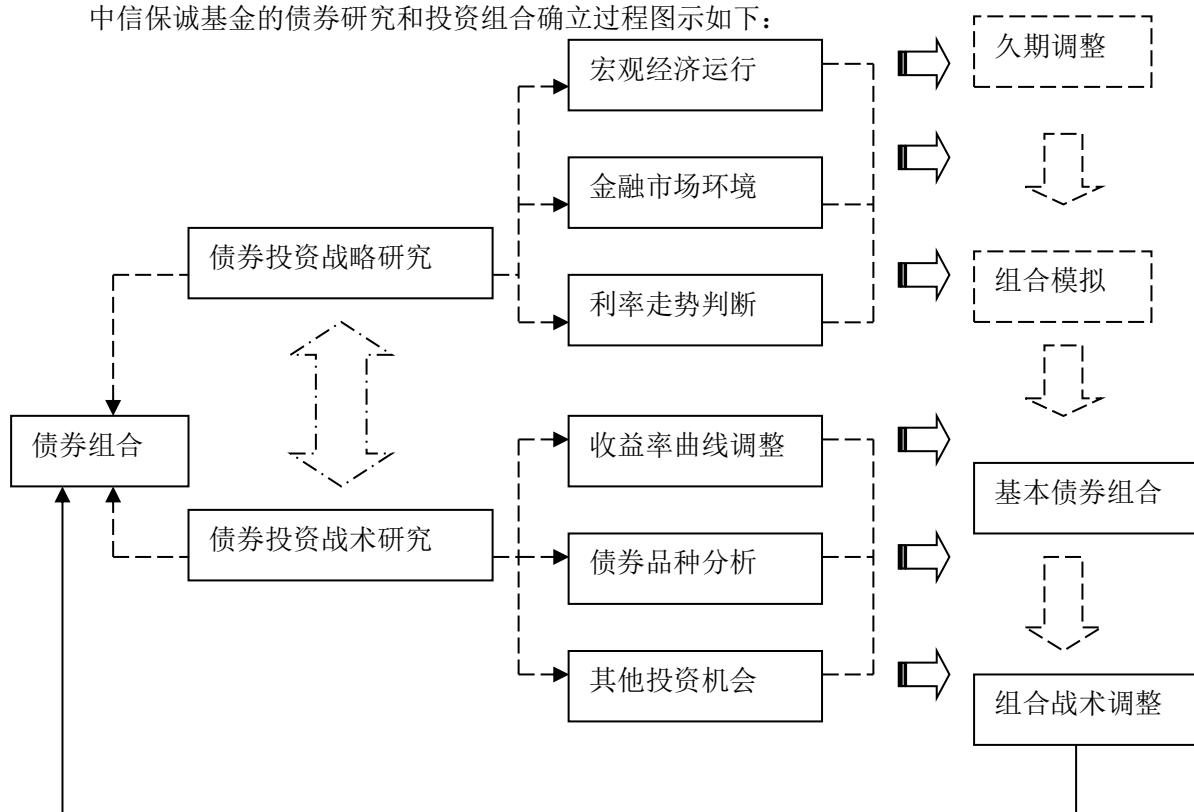 中信保诚基金的债券研究和投资组合确立过程图示如下：
宏观经济运行
久期调整
金融市场环境
债券投资战略研究
组合模拟
利率走势判断
债券组合
收益率曲线调整
基本债券组合
债券投资战术研究
债券品种分析
其他投资机会
组合战术调整